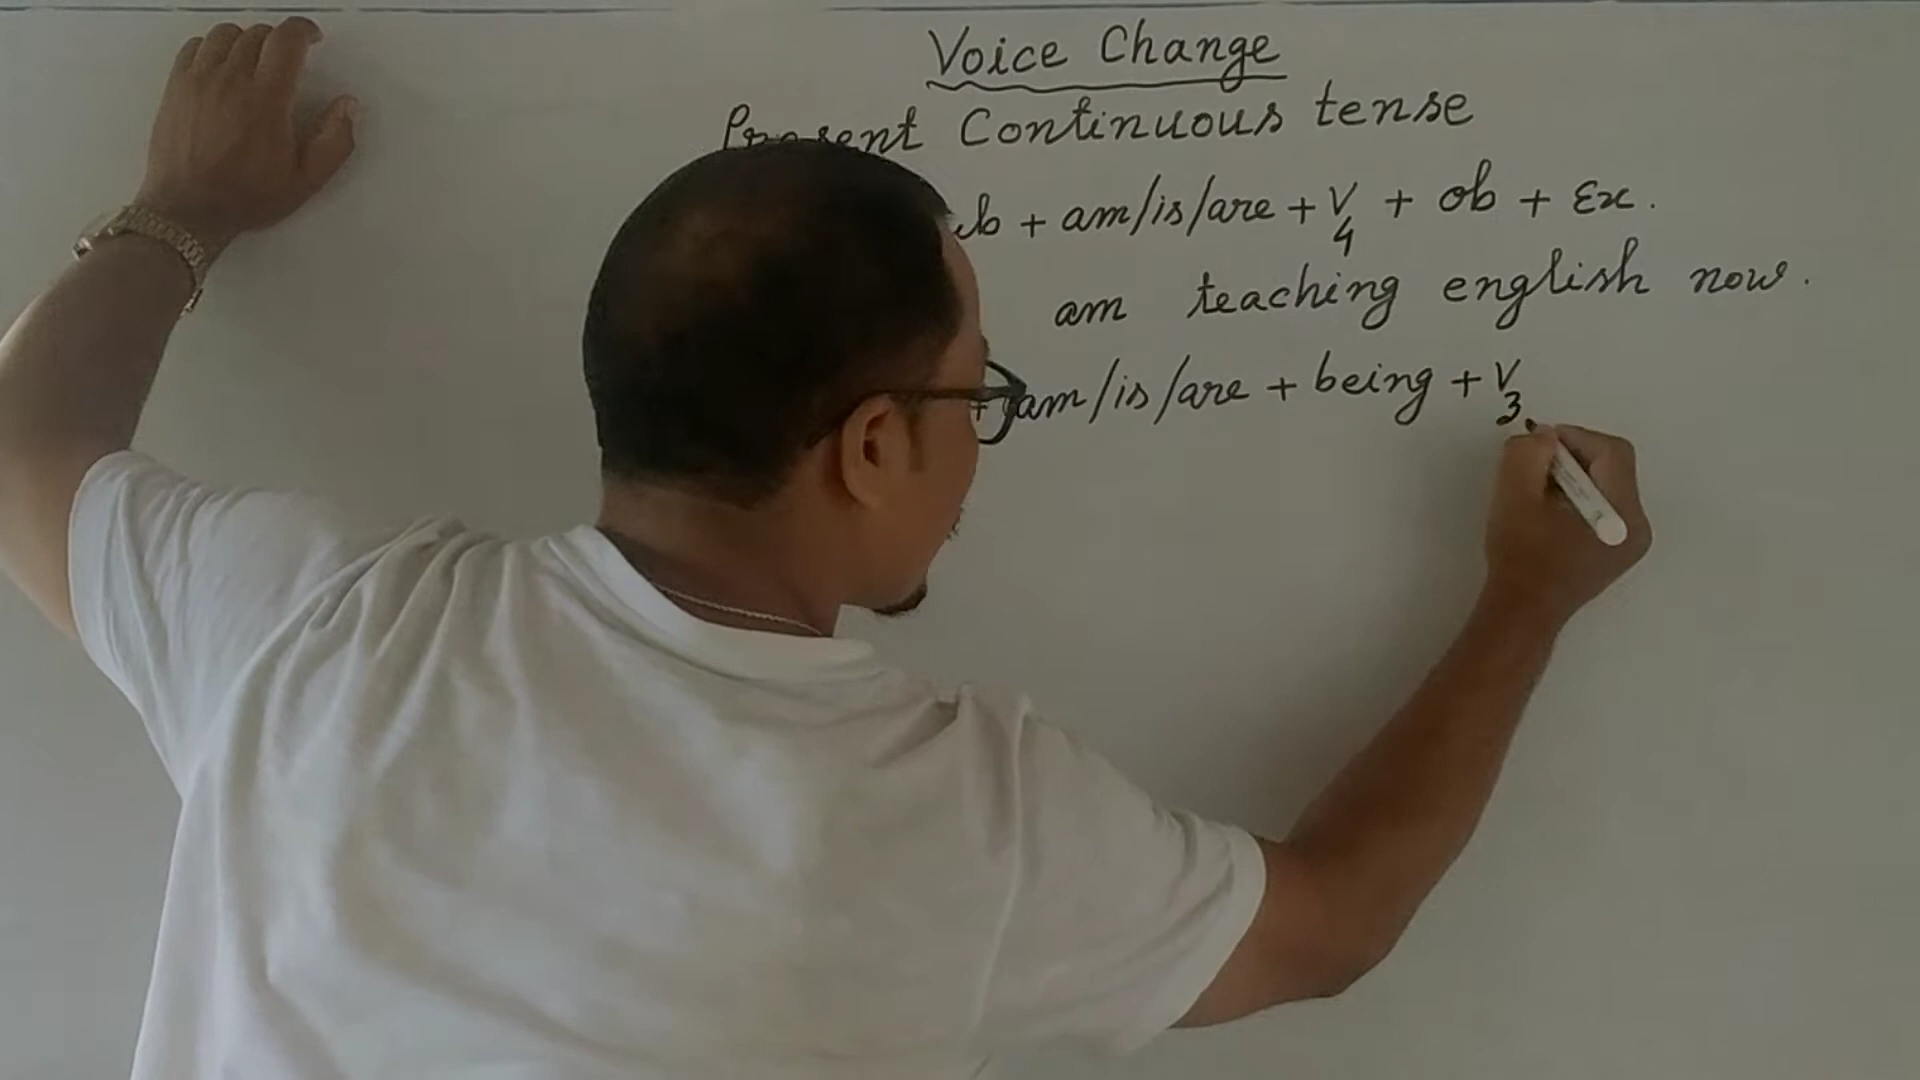 Voice Change
Present Continuous tense
+ am/is/are + V4 + ob + Ex.
am teaching english now.
+ am/is/are + being + V3